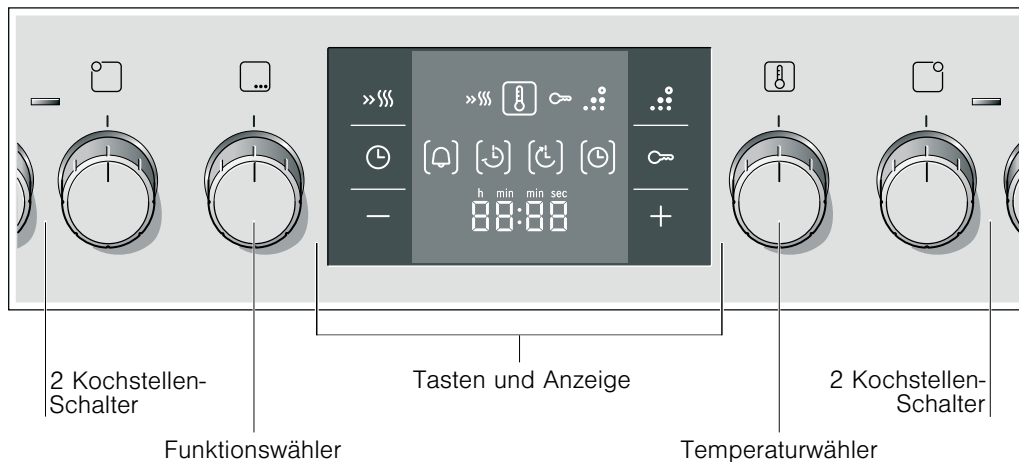 h min min sec
88:88
2 Kochstellen-
Schalter
Tasten und Anzeige
2 Kochstellen-
Schalter
Funktionswähler
Temperaturwähler